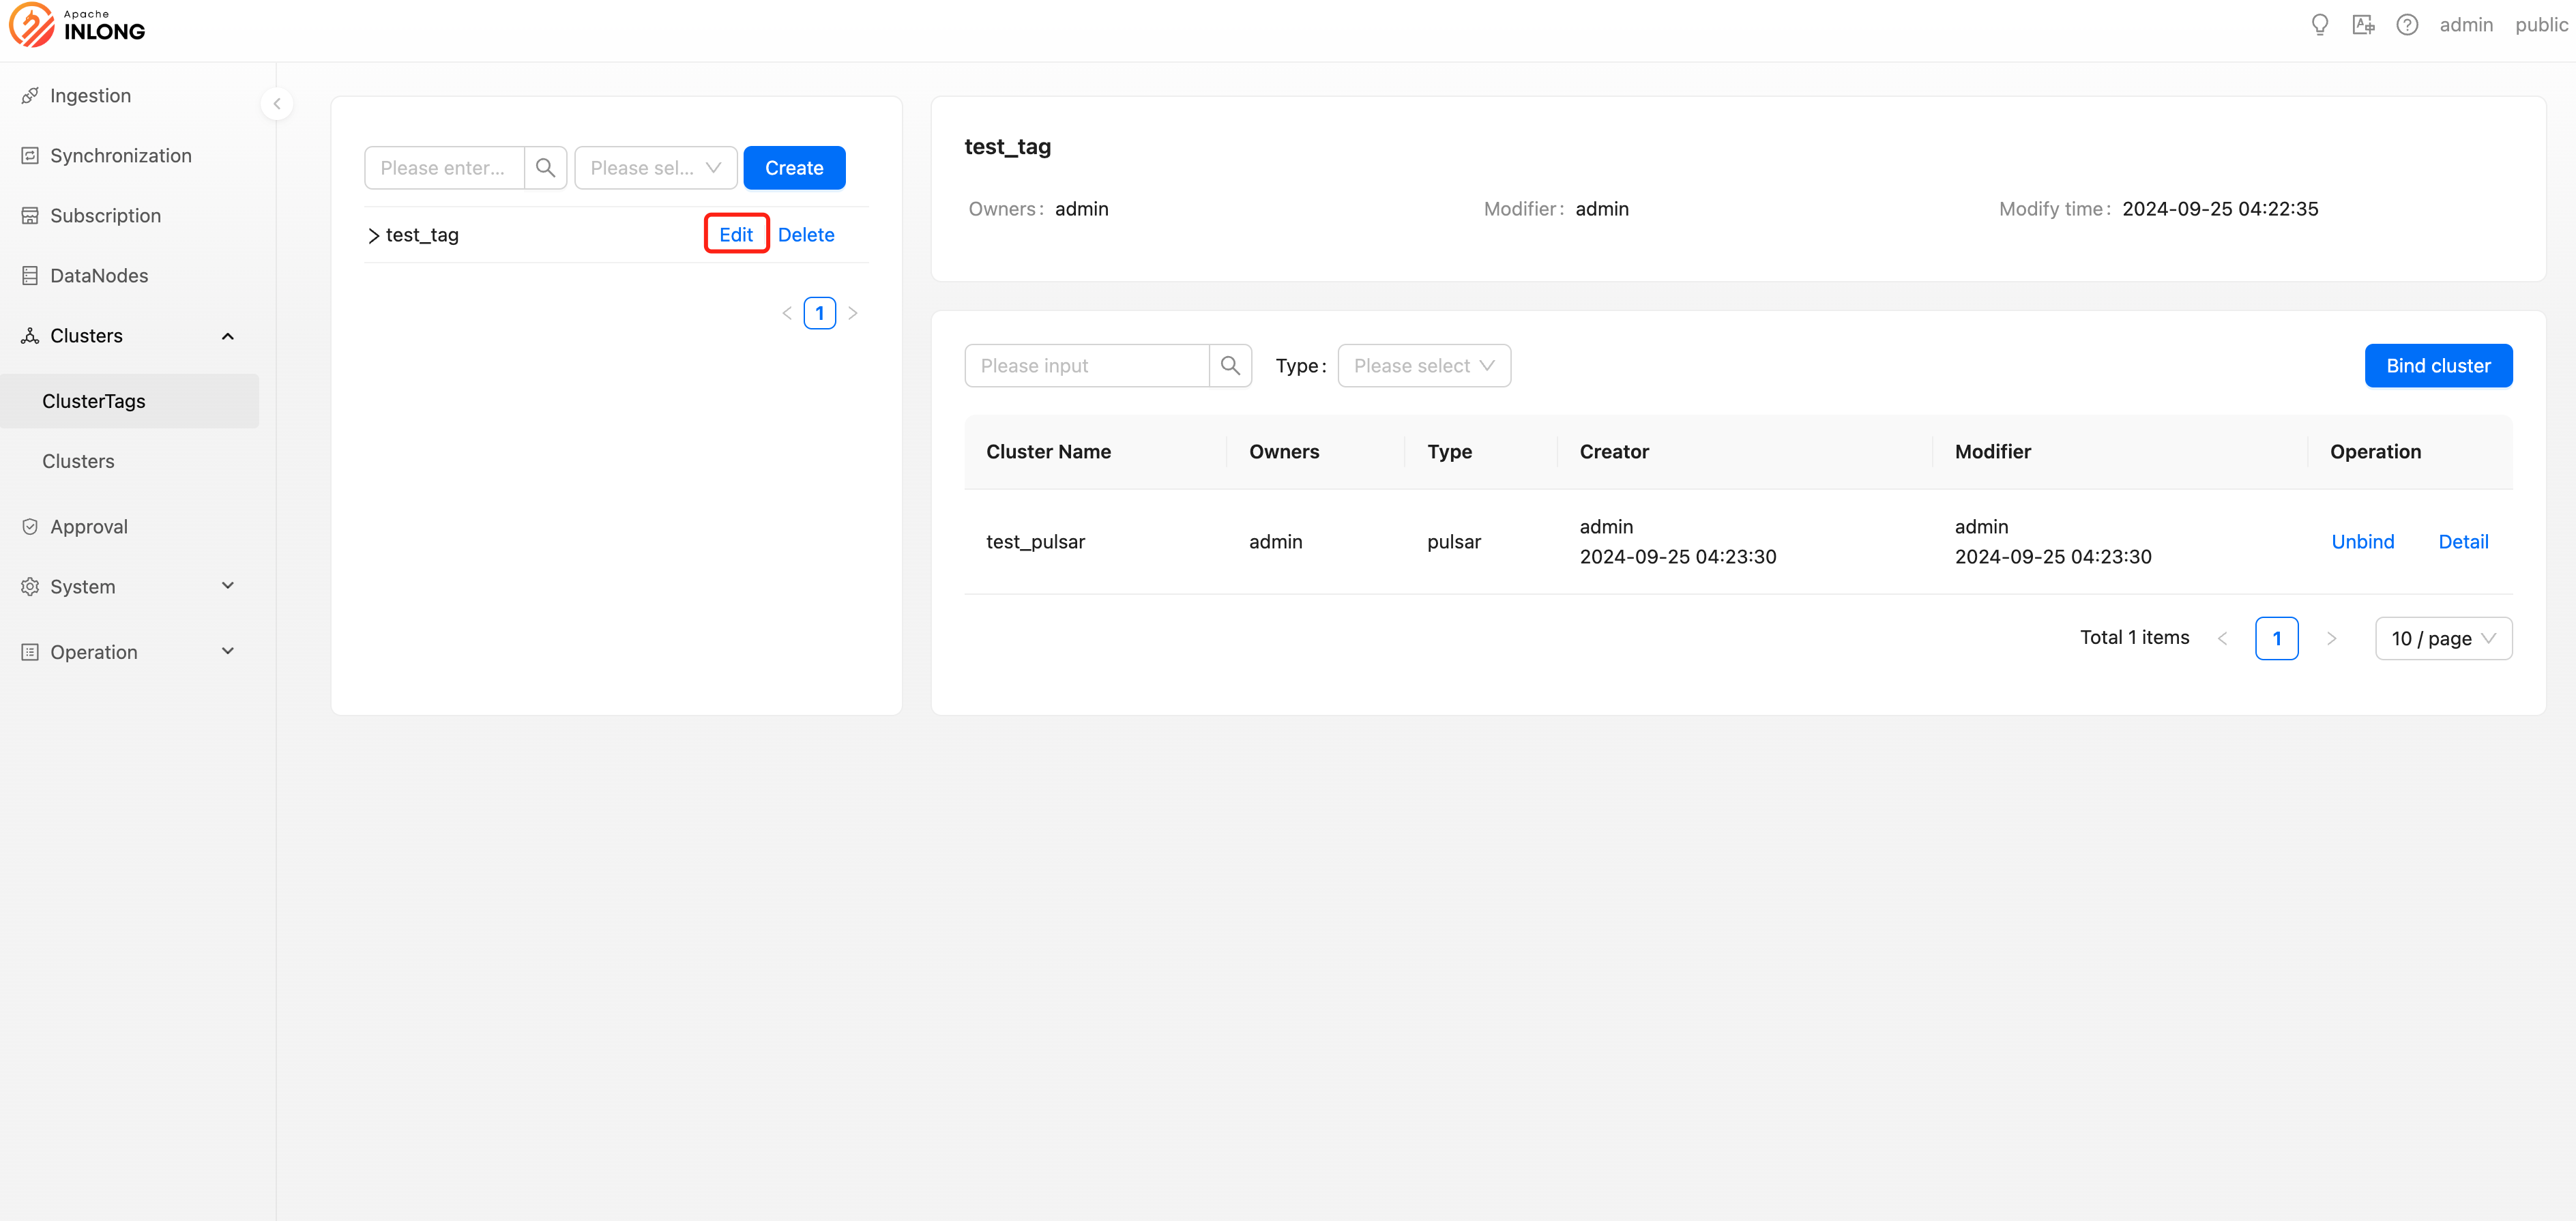 Apache
INLONG
admin public
Ingestion
Synchronization
Subscription
DataNodes
Clusters
ClusterTags
Clusters
Approval
System
Operation
Please enter... Please sel... Create
test_tag Edit Delete
1
test_tag
Owners : admin Modifier : admin Modify time : 2024-09-25 04:22:35
Please input Type : Please select Bind cluster
Cluster Name Owners Type Creator Modifier Operation
test_pulsar admin pulsar admin admin Unbind Detail
2024-09-25 04:23:30 2024-09-25 04:23:30
Total 1 items 1 10 / page